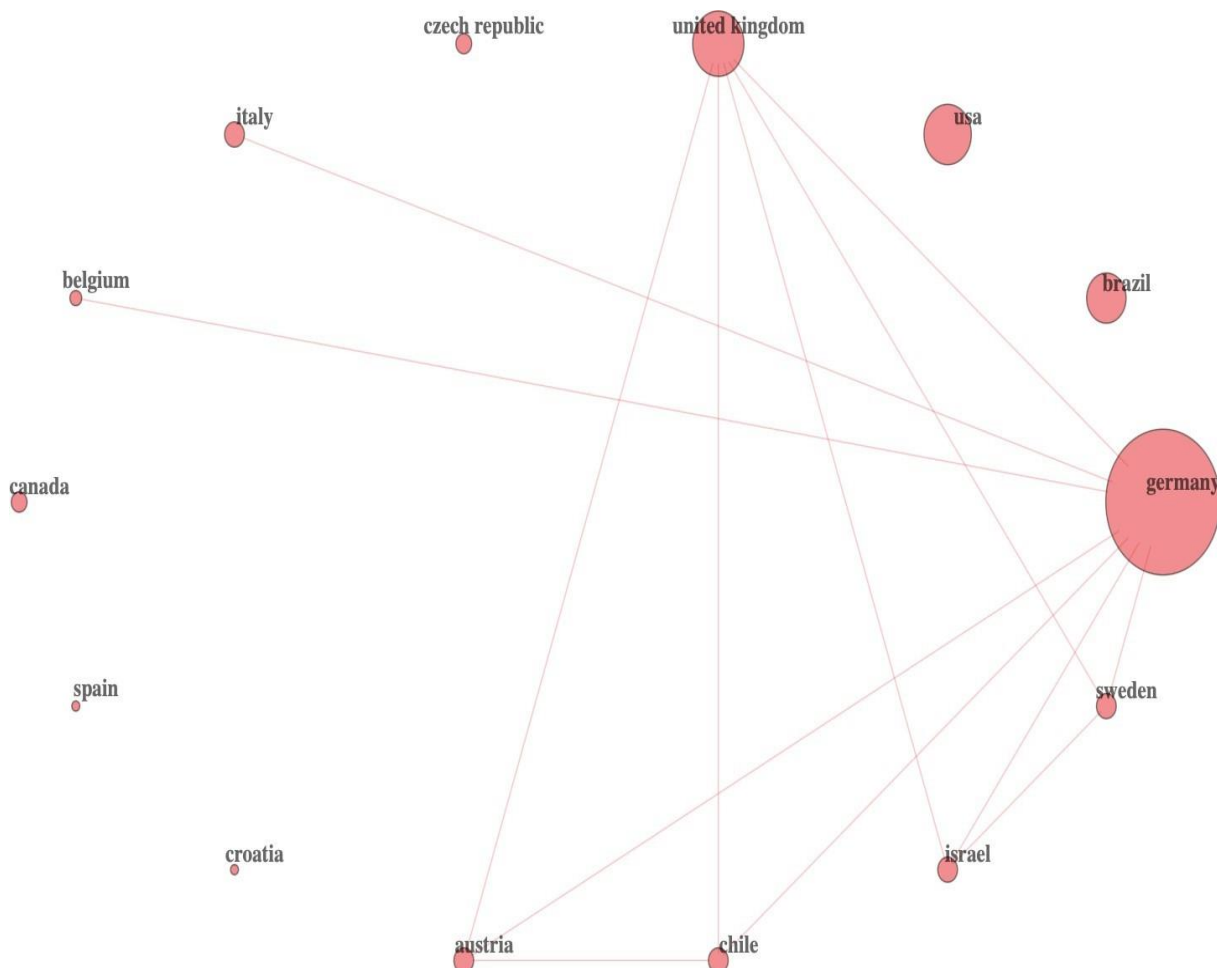 czech republic
united kingdom
italy
usa
belgium
brazil
canada
germany
spain
sweden
croatia
israel
austria
chile